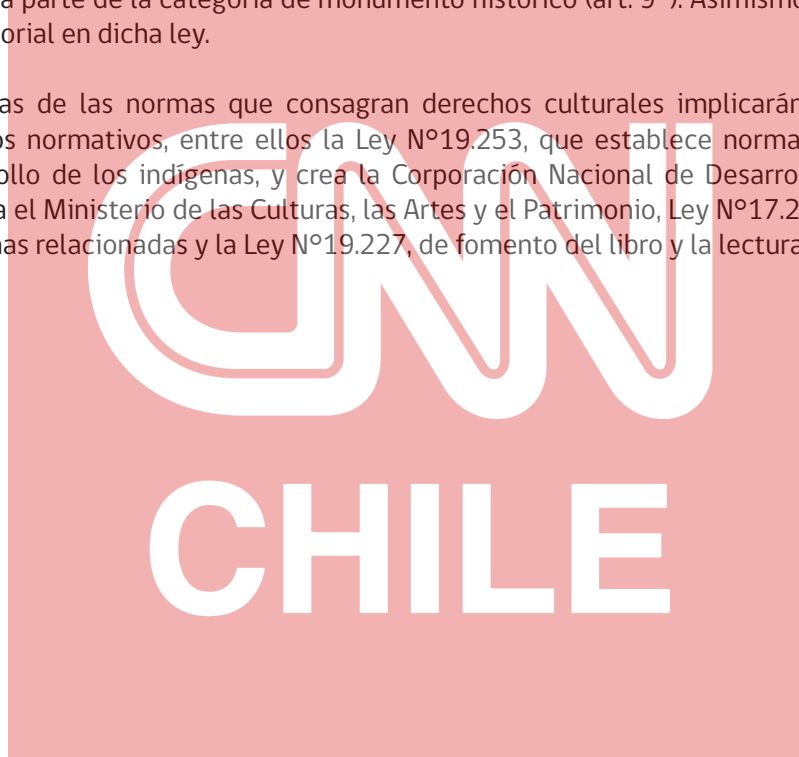 a parte de la categoría de monumento histórico (art. 9°). Asimismo
orial en dicha ley.
as de las normas que consagran derechos culturales implicarán
os normativos, entre ellos la Ley N°19.253, que establece norma
ollo de los indígenas, y crea la Corporación Nacional de Desarro
a el Ministerio de las Culturas, las Artes y el Patrimonio, Ley N°17.2
nas relacionadas y la Ley N°19.227, de fomento del libro y la lectura
CNN
CHILE